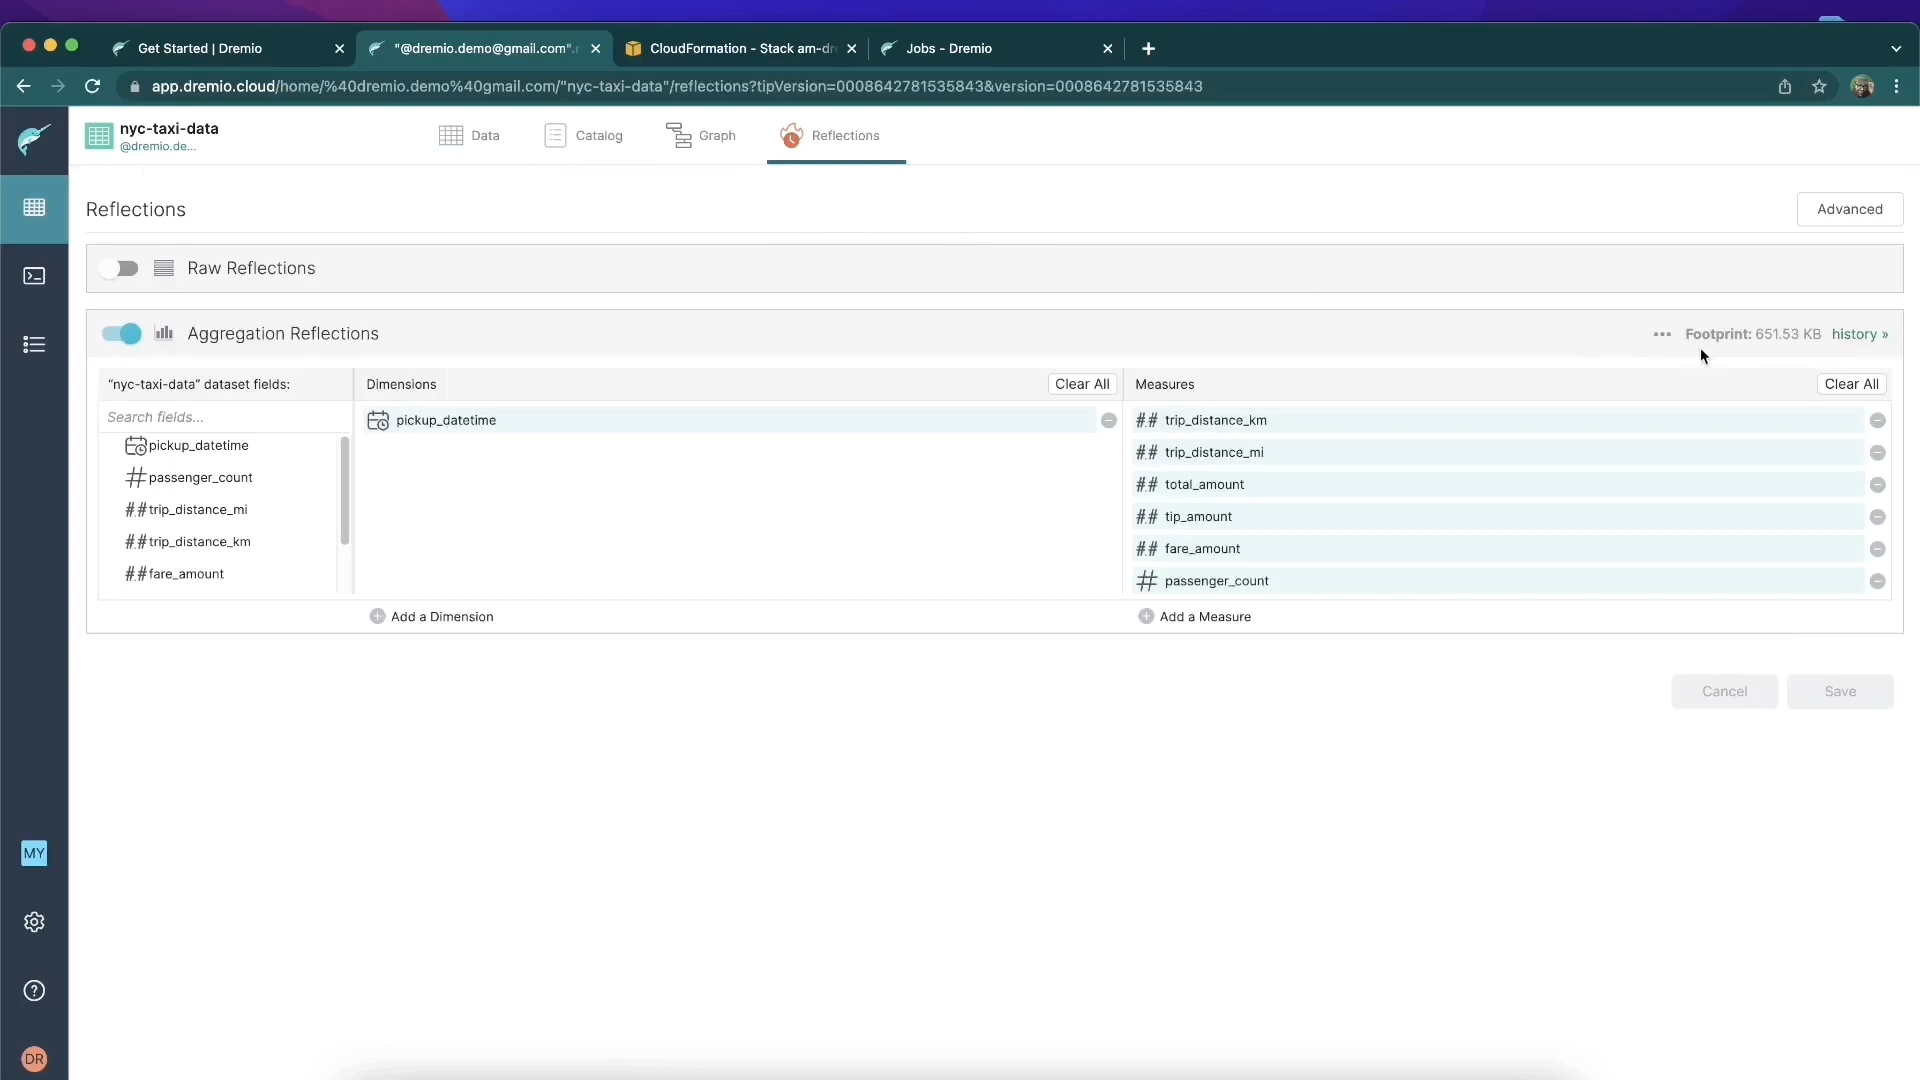 Get Started | Dremio
"@dremio.demo@gmail.com".
CloudFormation - Stack am-dr
Jobs - Dremio
app.dremio.cloud/home/%40dremio.demo%40gmail.com/"nyc-taxi-data"/reflections?tipVersion=0008642781535843&version=0008642781535843
nyc-taxi-data
@dremio.de...
Data
Catalog
Graph
Reflections
Reflections
Advanced
Raw Reflections
Aggregation Reflections
Footprint: 651.53 KB
history »
"nyc-taxi-data" dataset fields:
Search fields...
pickup_datetime
# passenger_count
#.# trip_distance_mi
#.# trip_distance_km
#.# fare_amount
Dimensions
Clear All
pickup_datetime
Add a Dimension
Measures
Clear All
#.# trip_distance_km
#.# trip_distance_mi
#.# total_amount
#.# tip_amount
#.# fare_amount
# passenger_count
Add a Measure
Cancel
Save
MY
DR